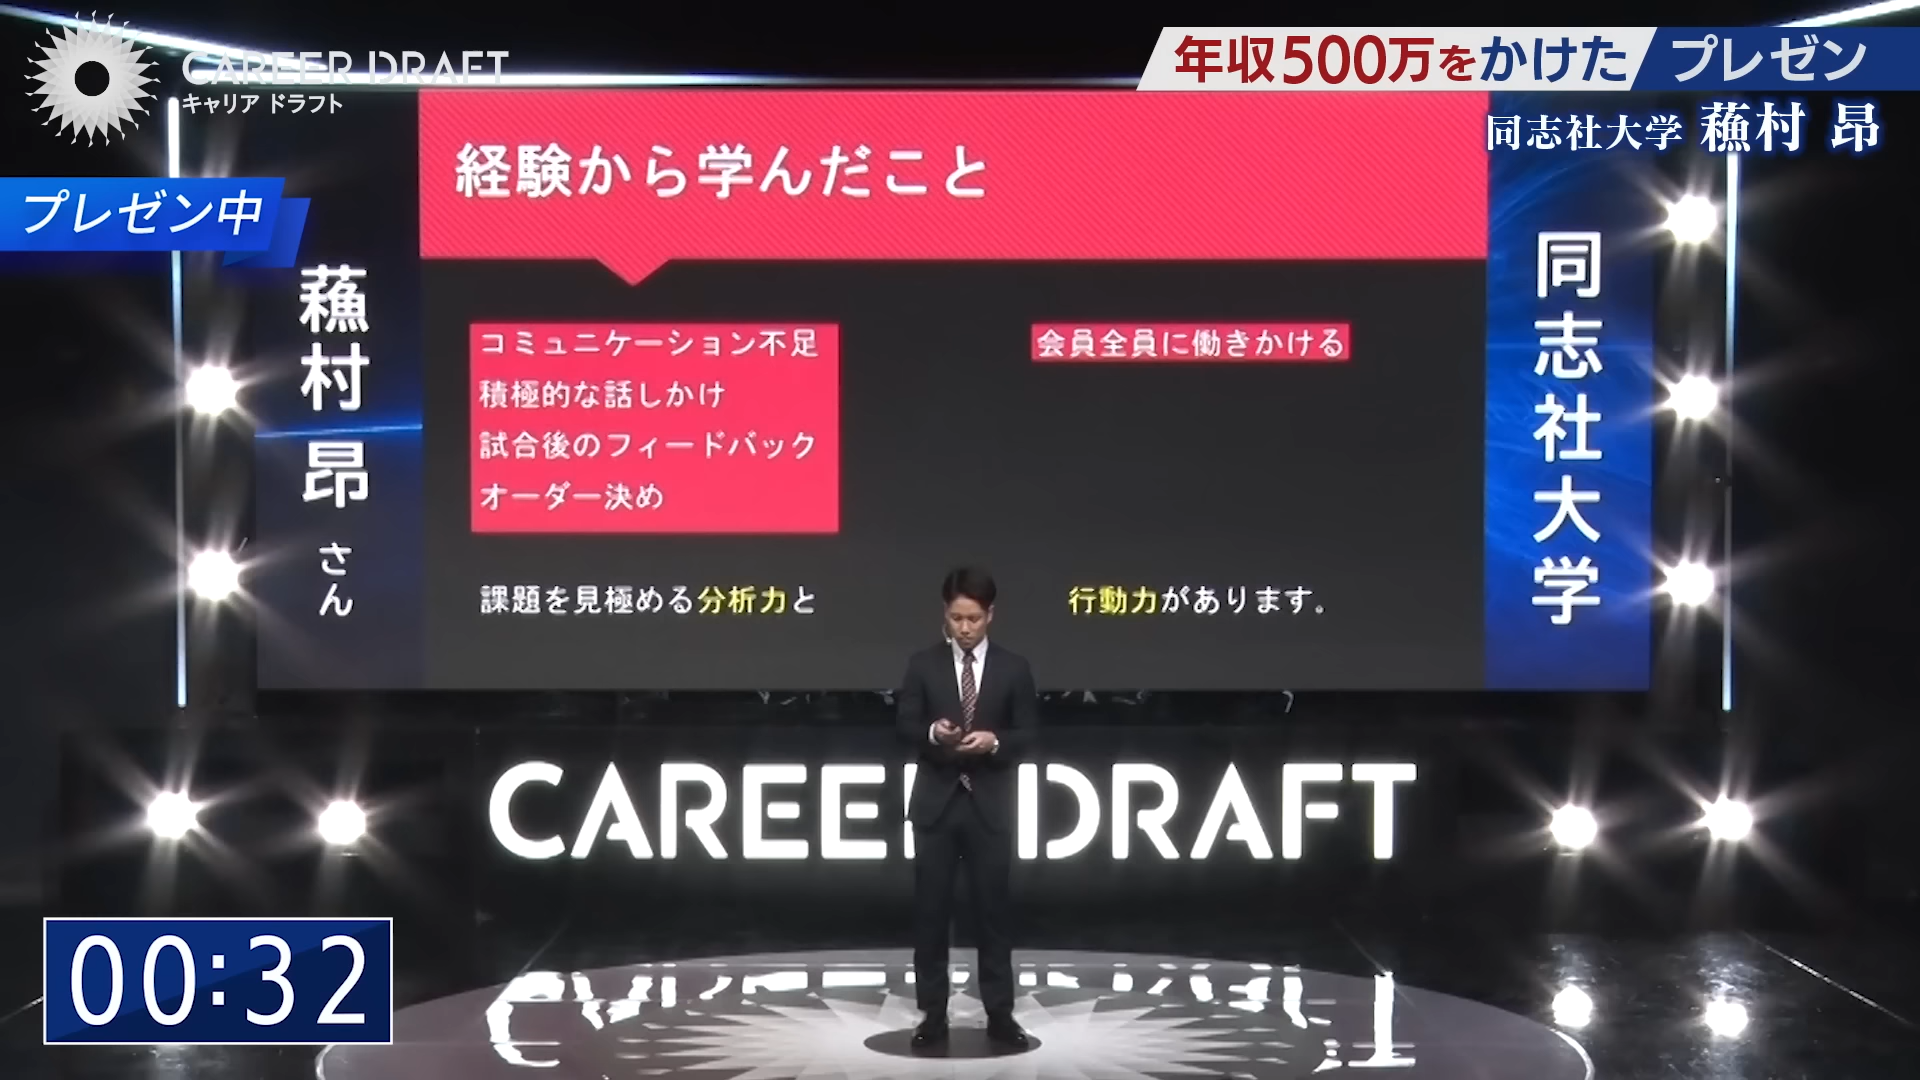 CAREER DRAFT
キャリア ドラフト
年収500万をかけた プレゼン
同志社大学 蘓村 昂
プレゼン中
蘓村 昂 さん
経験から学んだこと
コミュニケーション不足
積極的な話しかけ
試合後のフィードバック
オーダー決め
会員全員に働きかける
課題を見極める分析力と
行動力があります。
同志社大学
CAREER DRAFT
00:32